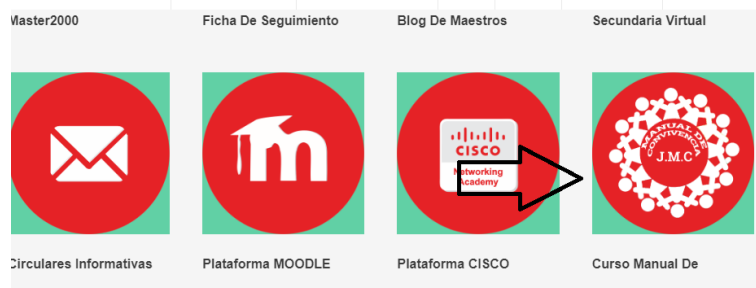 Master2000 Ficha De Seguimiento Blog De Maestros Secundaria Virtual
m
CISCO
Networking
Academy
MANUAL DE
CONVIVENCIA
J.M.C
Circulares Informativas Plataforma MOODLE Plataforma CISCO Curso Manual De